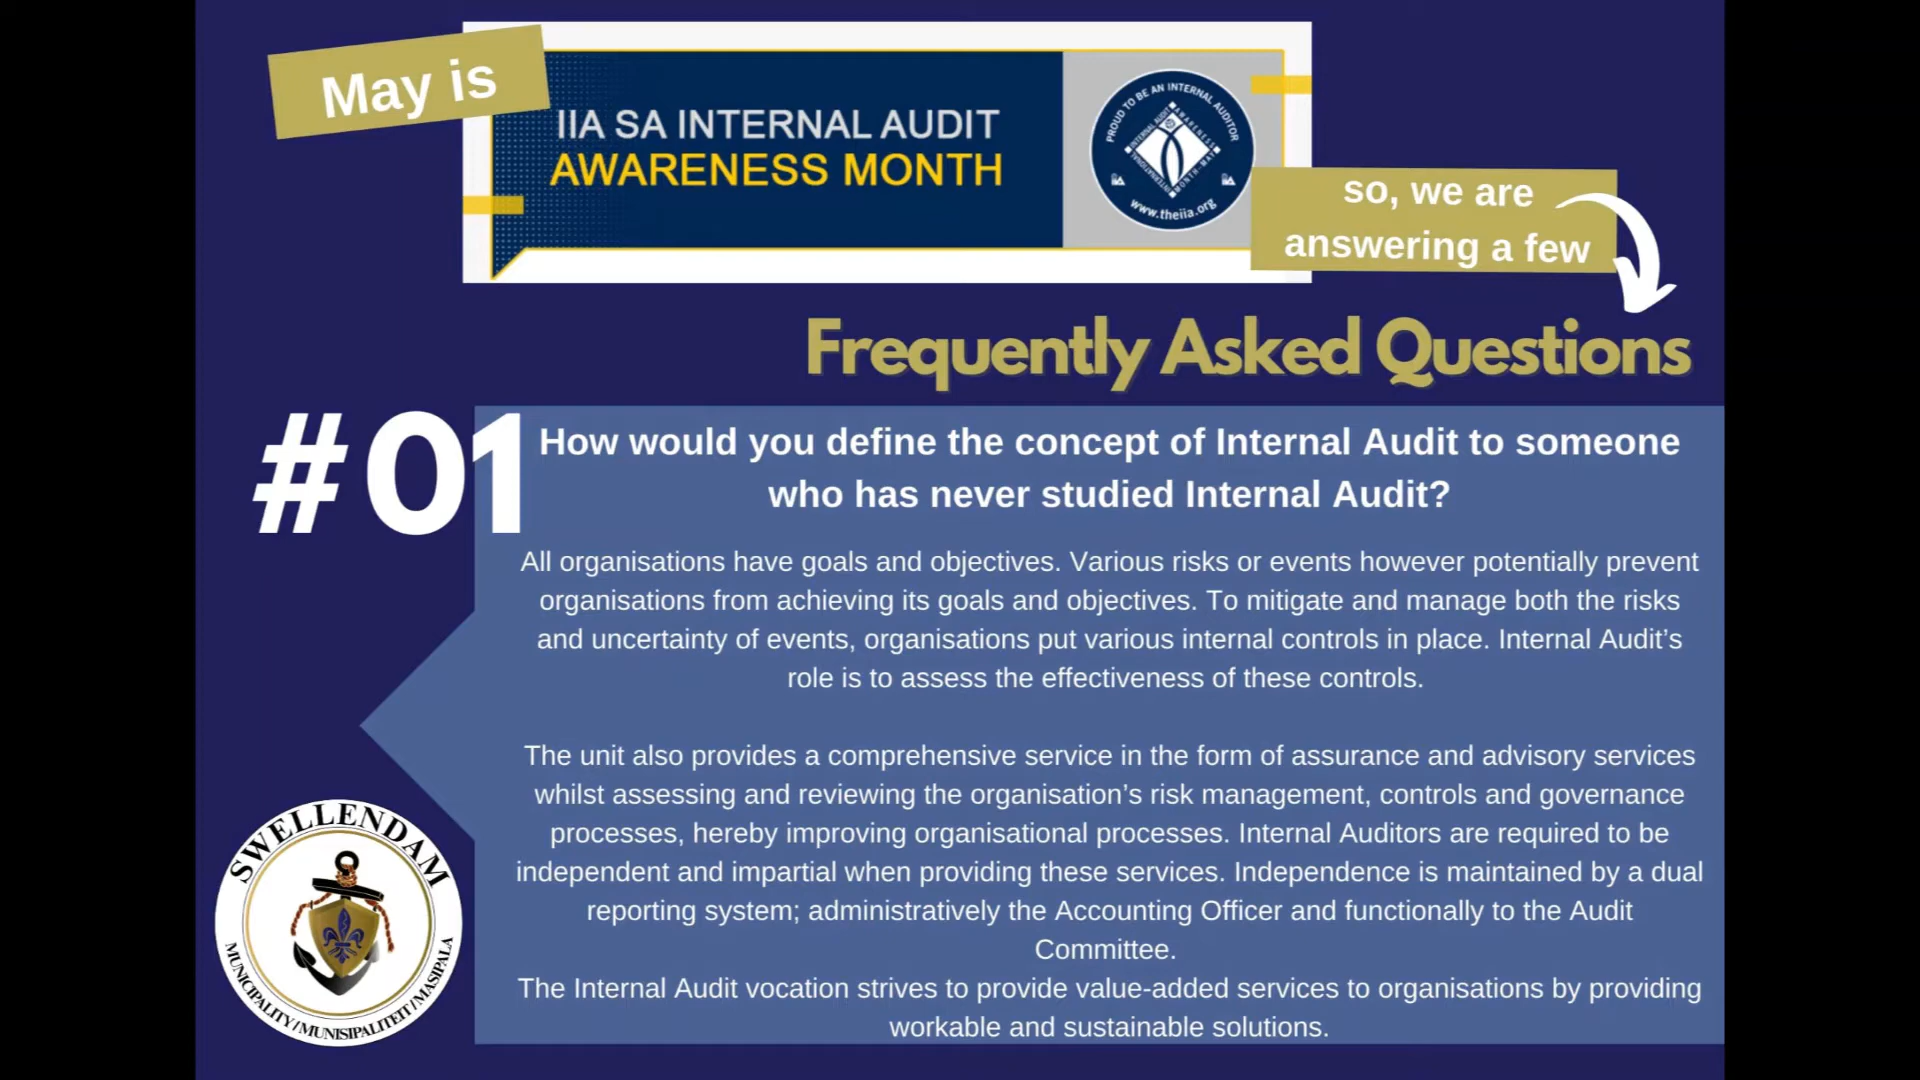 May is
IIA SA INTERNAL AUDIT
AWARENESS MONTH
PROUD TO BE AN INTERNAL AUDITOR
INTERNAL AUDIT AWARENESS
INTERNATIONAL MONTH-MAY
www.theiia.org
so, we are
answering a few
Frequently Asked Questions
#01
How would you define the concept of Internal Audit to someone
who has never studied Internal Audit?
All organisations have goals and objectives. Various risks or events however potentially prevent
organisations from achieving its goals and objectives. To mitigate and manage both the risks
and uncertainty of events, organisations put various internal controls in place. Internal Audit’s
role is to assess the effectiveness of these controls.
The unit also provides a comprehensive service in the form of assurance and advisory services
whilst assessing and reviewing the organisation’s risk management, controls and governance
processes, hereby improving organisational processes. Internal Auditors are required to be
independent and impartial when providing these services. Independence is maintained by a dual
reporting system; administratively the Accounting Officer and functionally to the Audit
Committee.
The Internal Audit vocation strives to provide value-added services to organisations by providing
workable and sustainable solutions.
SWELLENDAM
MUNICIPALITY/MUNISIPALITEIT/MASIPALA